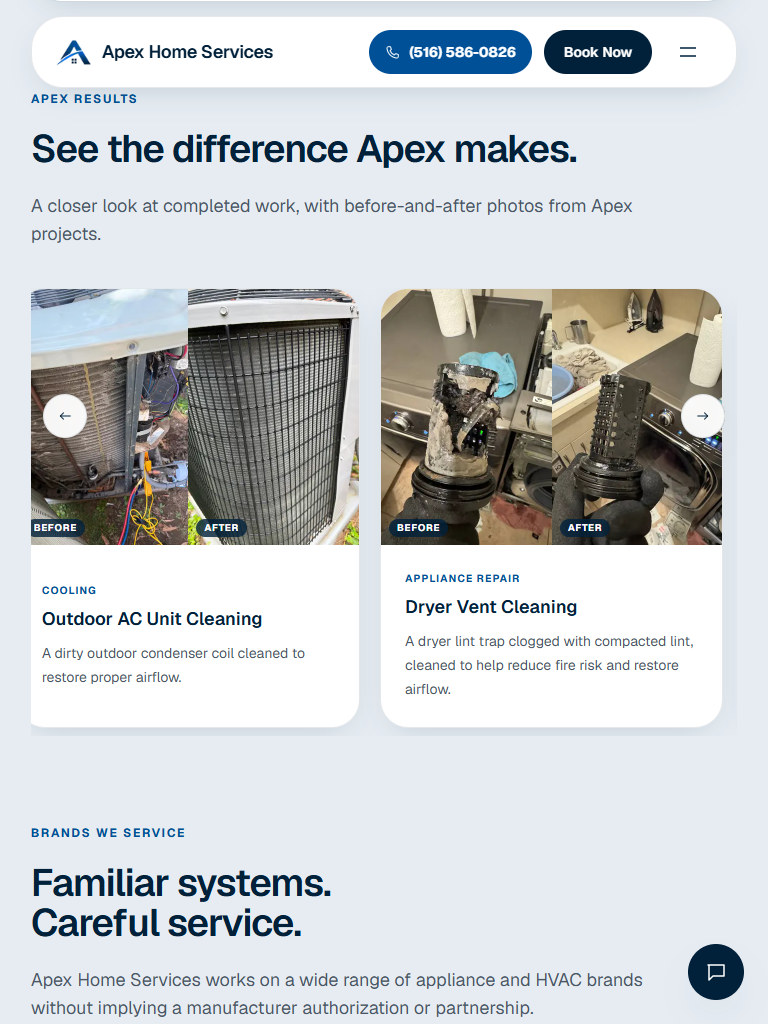 Apex Home Services
(516) 586-0826
Book Now
APEX RESULTS
See the difference Apex makes.
A closer look at completed work, with before-and-after photos from Apex
projects.
BEFORE
AFTER
BEFORE
AFTER
COOLING
Outdoor AC Unit Cleaning
A dirty outdoor condenser coil cleaned to
restore proper airflow.
APPLIANCE REPAIR
Dryer Vent Cleaning
A dryer lint trap clogged with compacted lint,
cleaned to help reduce fire risk and restore
airflow.
BRANDS WE SERVICE
Familiar systems.
Careful service.
Apex Home Services works on a wide range of appliance and HVAC brands
without implying a manufacturer authorization or partnership.